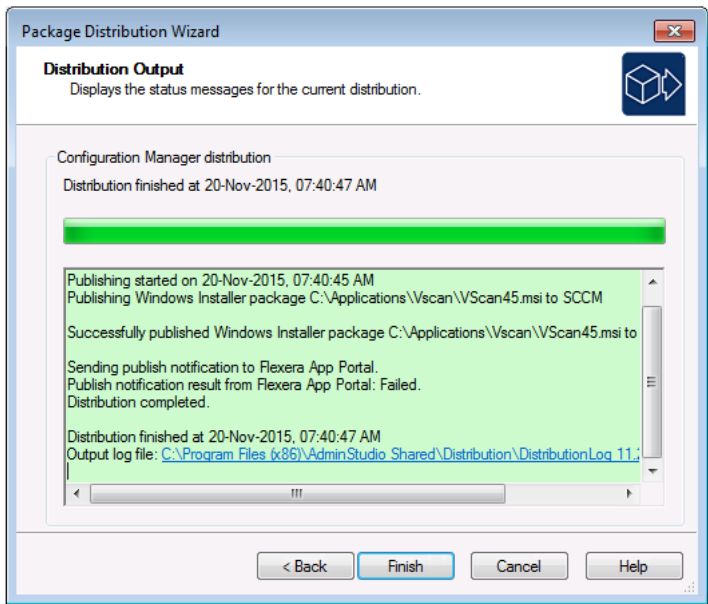 Package Distribution Wizard
Distribution Output
Displays the status messages for the current distribution.
Configuration Manager distribution
Distribution finished at 20-Nov-2015, 07:40:47 AM
Publishing started on 20-Nov-2015, 07:40:45 AM
Publishing Windows Installer package C:\Applications\Vscan\VScan45.msi to SCCM
Successfully published Windows Installer package C:\Applications\Vscan\VScan45.msi to
Sending publish notification to Flexera App Portal.
Publish notification result from Flexera App Portal: Failed.
Distribution completed.
Distribution finished at 20-Nov-2015, 07:40:47 AM
Output log file: C:\Program Files (x86)\AdminStudio Shared\Distribution\DistributionLog_11.2
< Back Finish Cancel Help